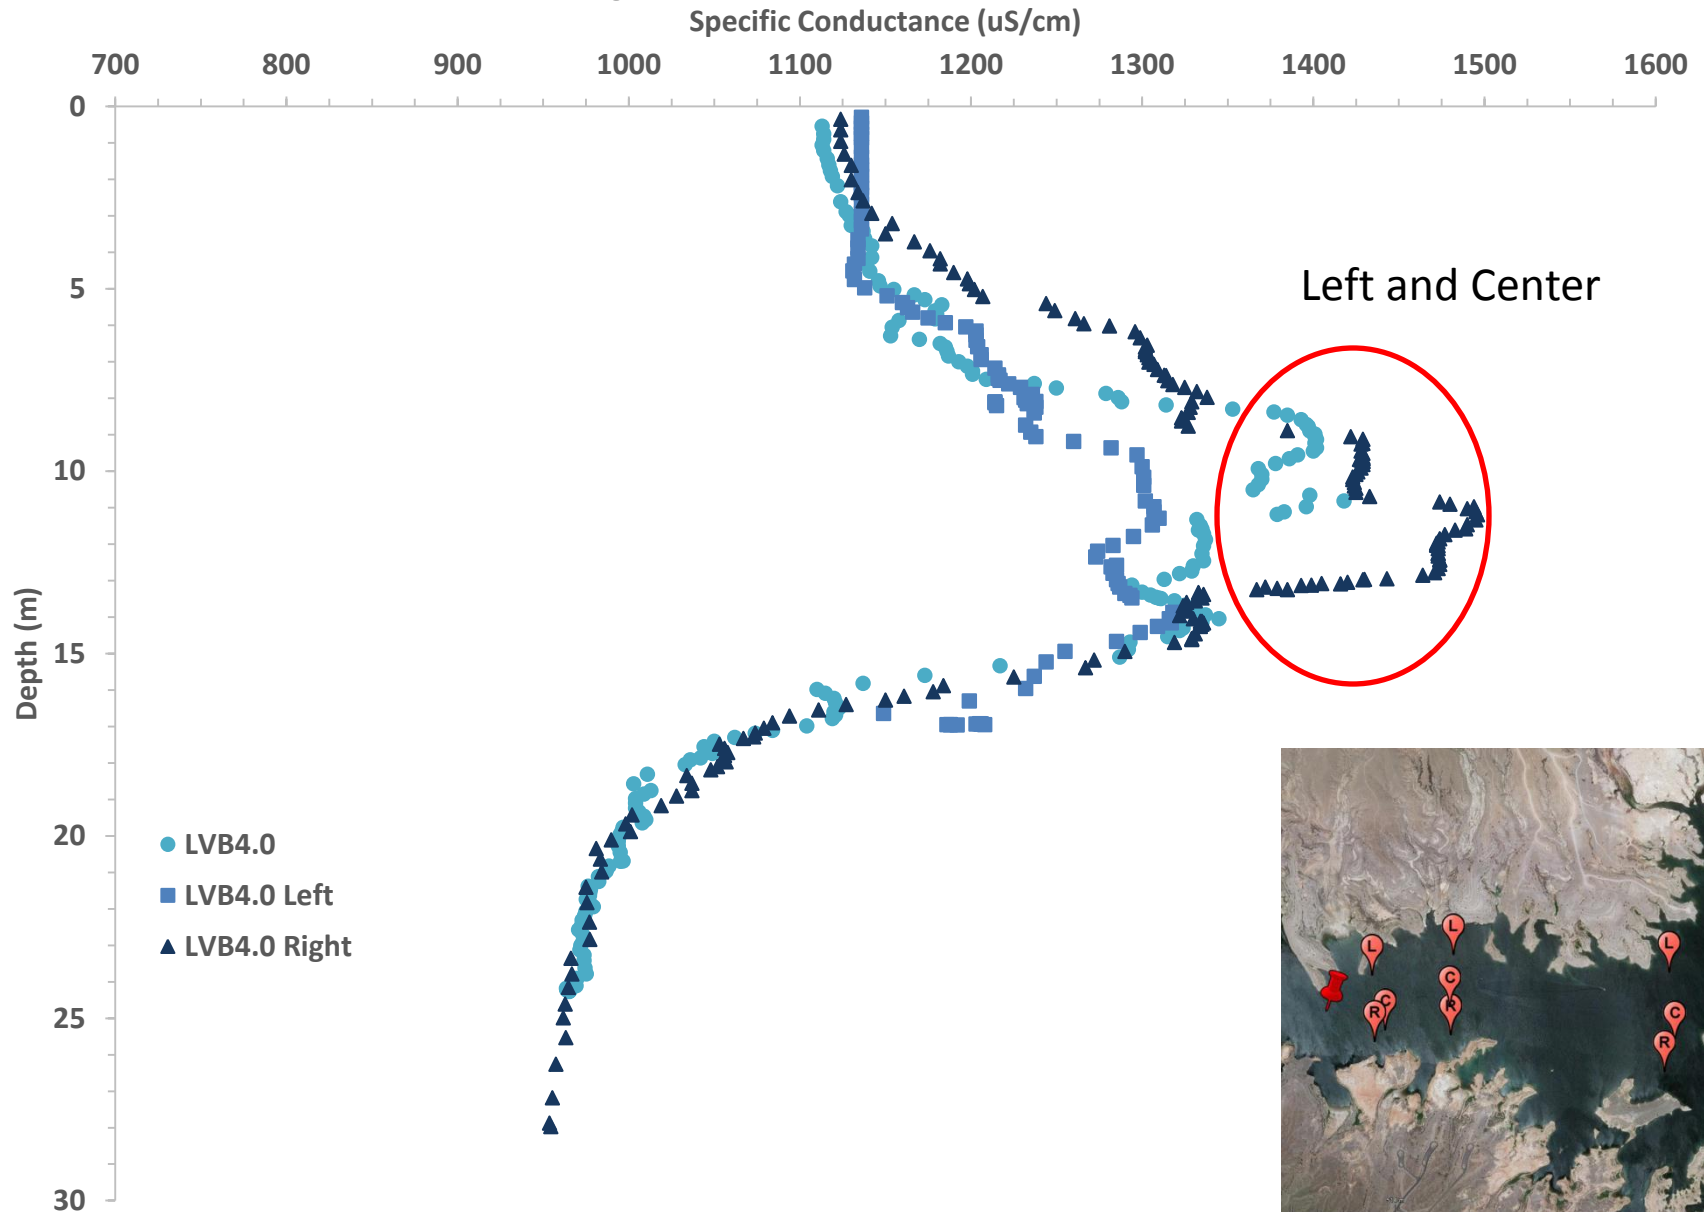 Specific Conductance (uS/cm)
700 800 900 1000 1100 1200 1300 1400 1500 1600
0
5
10
15
20
25
30
Depth (m)
Left and Center
LVB4.0
LVB4.0 Left
LVB4.0 Right
L L L
C C C
R R R